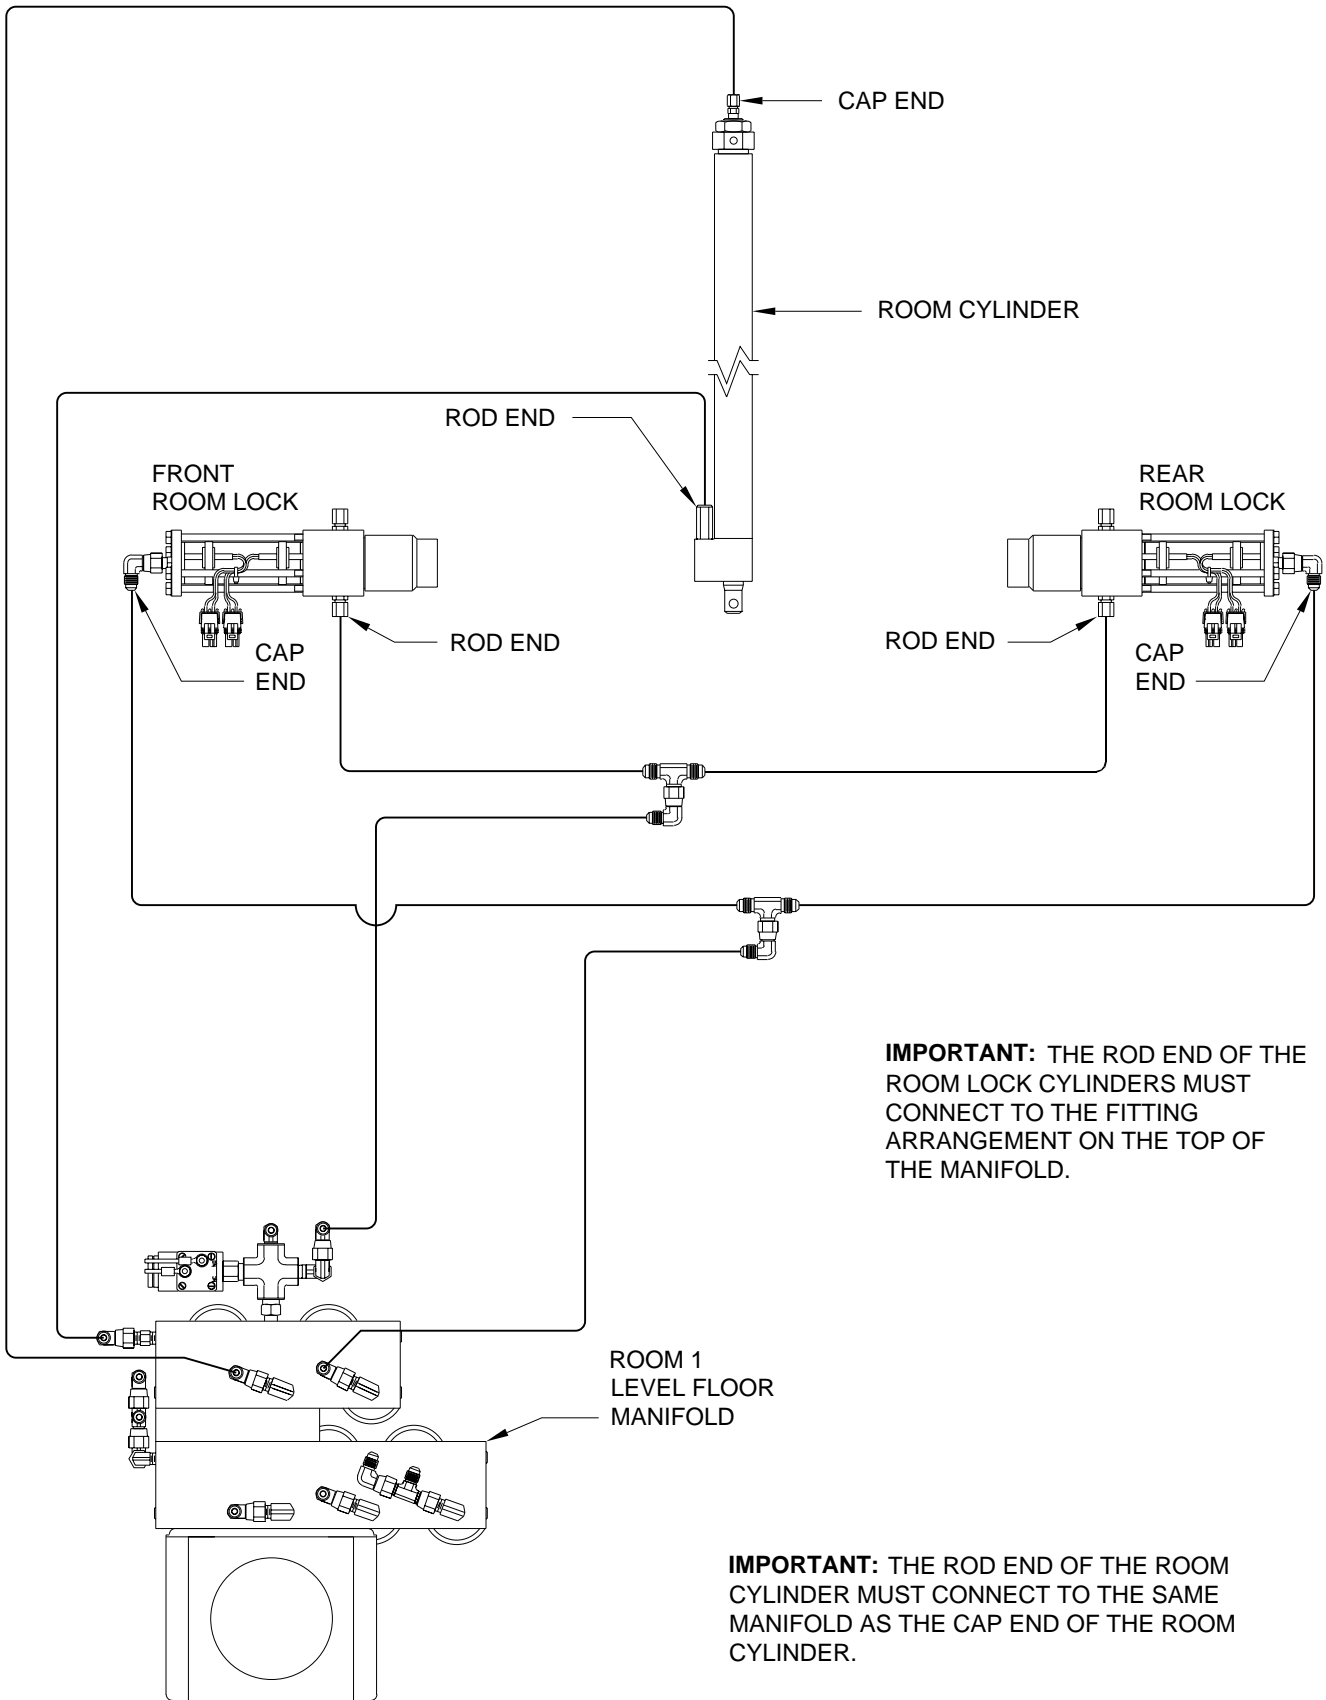 CAP END
ROOM CYLINDER
ROD END
FRONT
ROOM LOCK
REAR
ROOM LOCK
CAP
END
ROD END
ROD END
CAP
END
IMPORTANT: THE ROD END OF THE
ROOM LOCK CYLINDERS MUST
CONNECT TO THE FITTING
ARRANGEMENT ON THE TOP OF
THE MANIFOLD.
ROOM 1
LEVEL FLOOR
MANIFOLD
IMPORTANT: THE ROD END OF THE ROOM
CYLINDER MUST CONNECT TO THE SAME
MANIFOLD AS THE CAP END OF THE ROOM
CYLINDER.